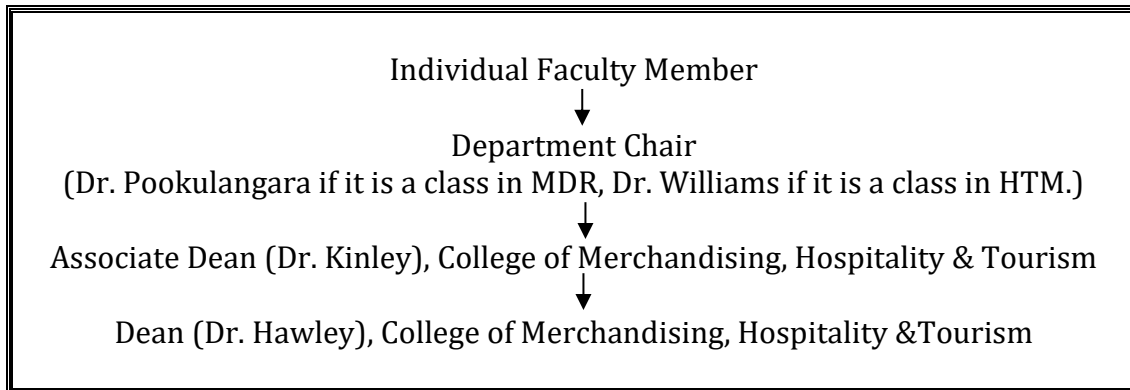 Individual Faculty Member
Department Chair
(Dr. Pookulangara if it is a class in MDR, Dr. Williams if it is a class in HTM.)
Associate Dean (Dr. Kinley), College of Merchandising, Hospitality & Tourism
Dean (Dr. Hawley), College of Merchandising, Hospitality &Tourism